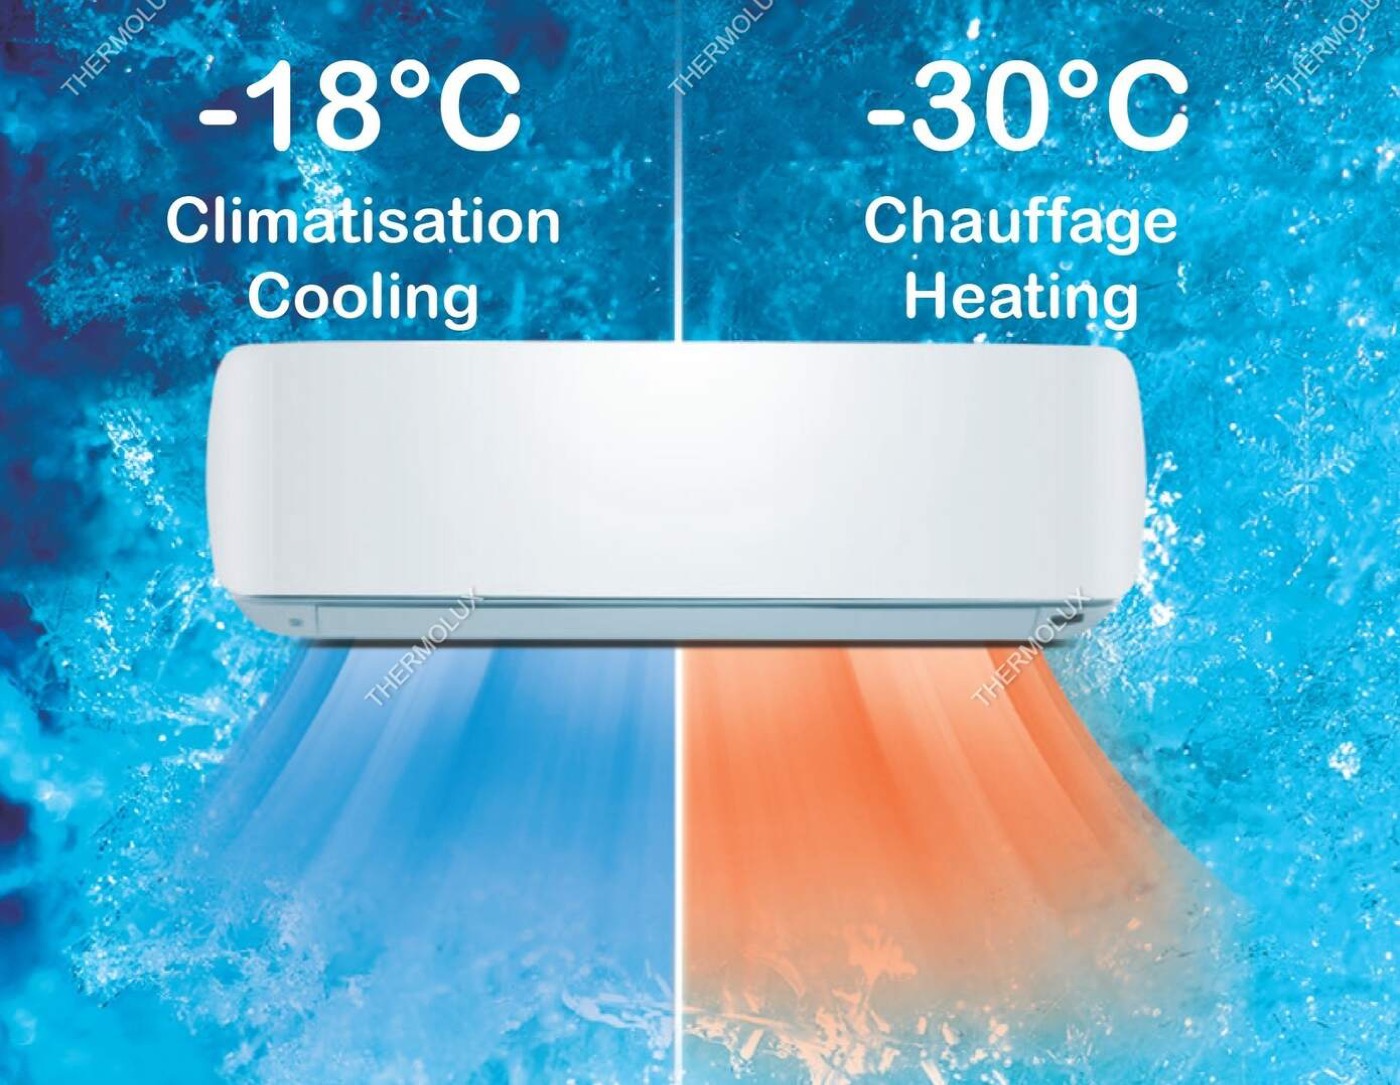 THERMOLUX
THERMOLUX
THERMOLUX
-18°C
Climatisation
Cooling
-30°C
Chauffage
Heating
THERMOLUX
THERMOLUX